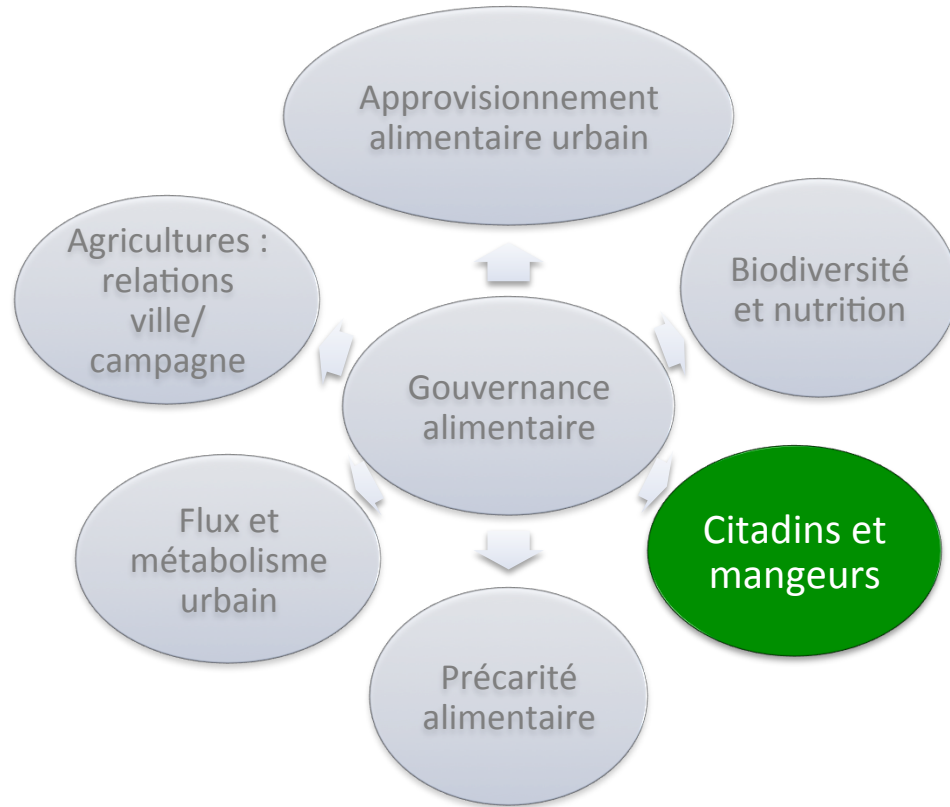 Approvisionnement
alimentaire urbain
Agricultures :
relations
ville/
campagne
Biodiversité
et nutrition
Gouvernance
alimentaire
Flux et
métabolisme
urbain
Citadins et
mangeurs
Précarité
alimentaire